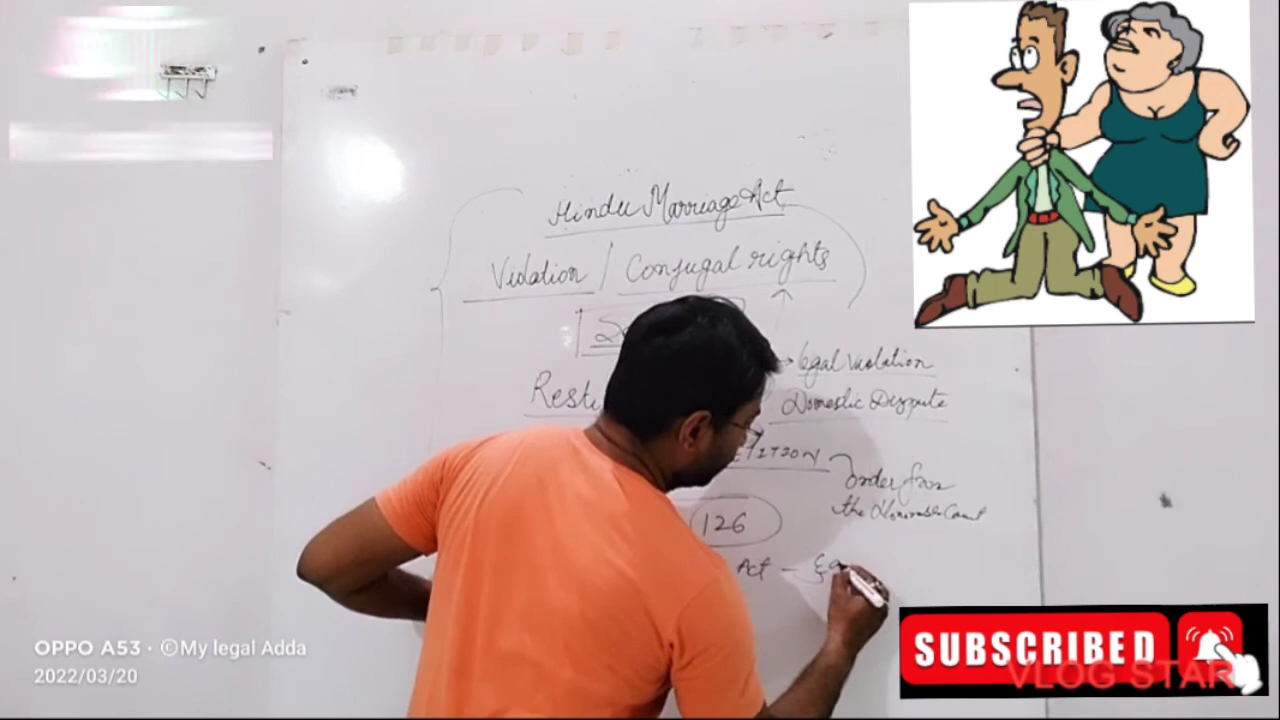 Hindu Marriage Act
Violation / Conjugal rights
legal Violation
Domestic Dispute
order from
the Honorable Court
126
Act -
SUBSCRIBED
VLOG STAR
OPPO A53 · ©My legal Adda
2022/03/20